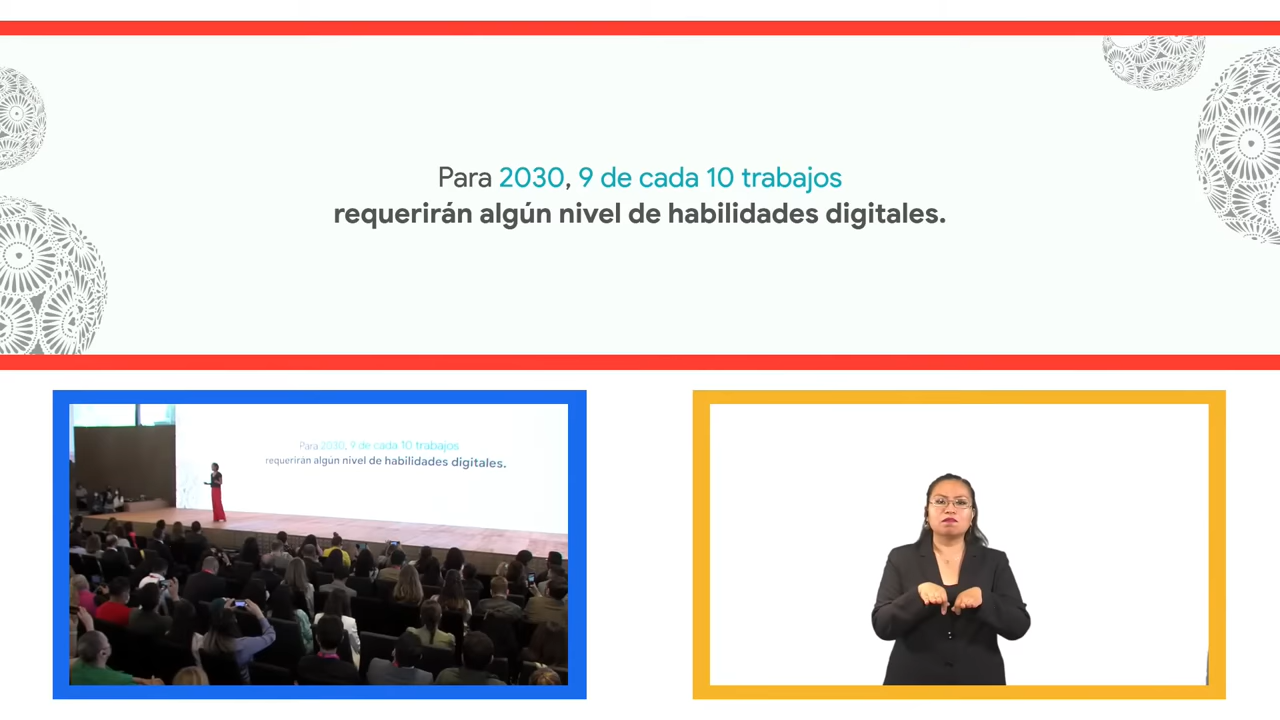 Para 2030, 9 de cada 10 trabajos
requerirán algún nivel de habilidades digitales.
Para 2030, 9 de cada 10 trabajos
requerirán algún nivel de habilidades digitales.